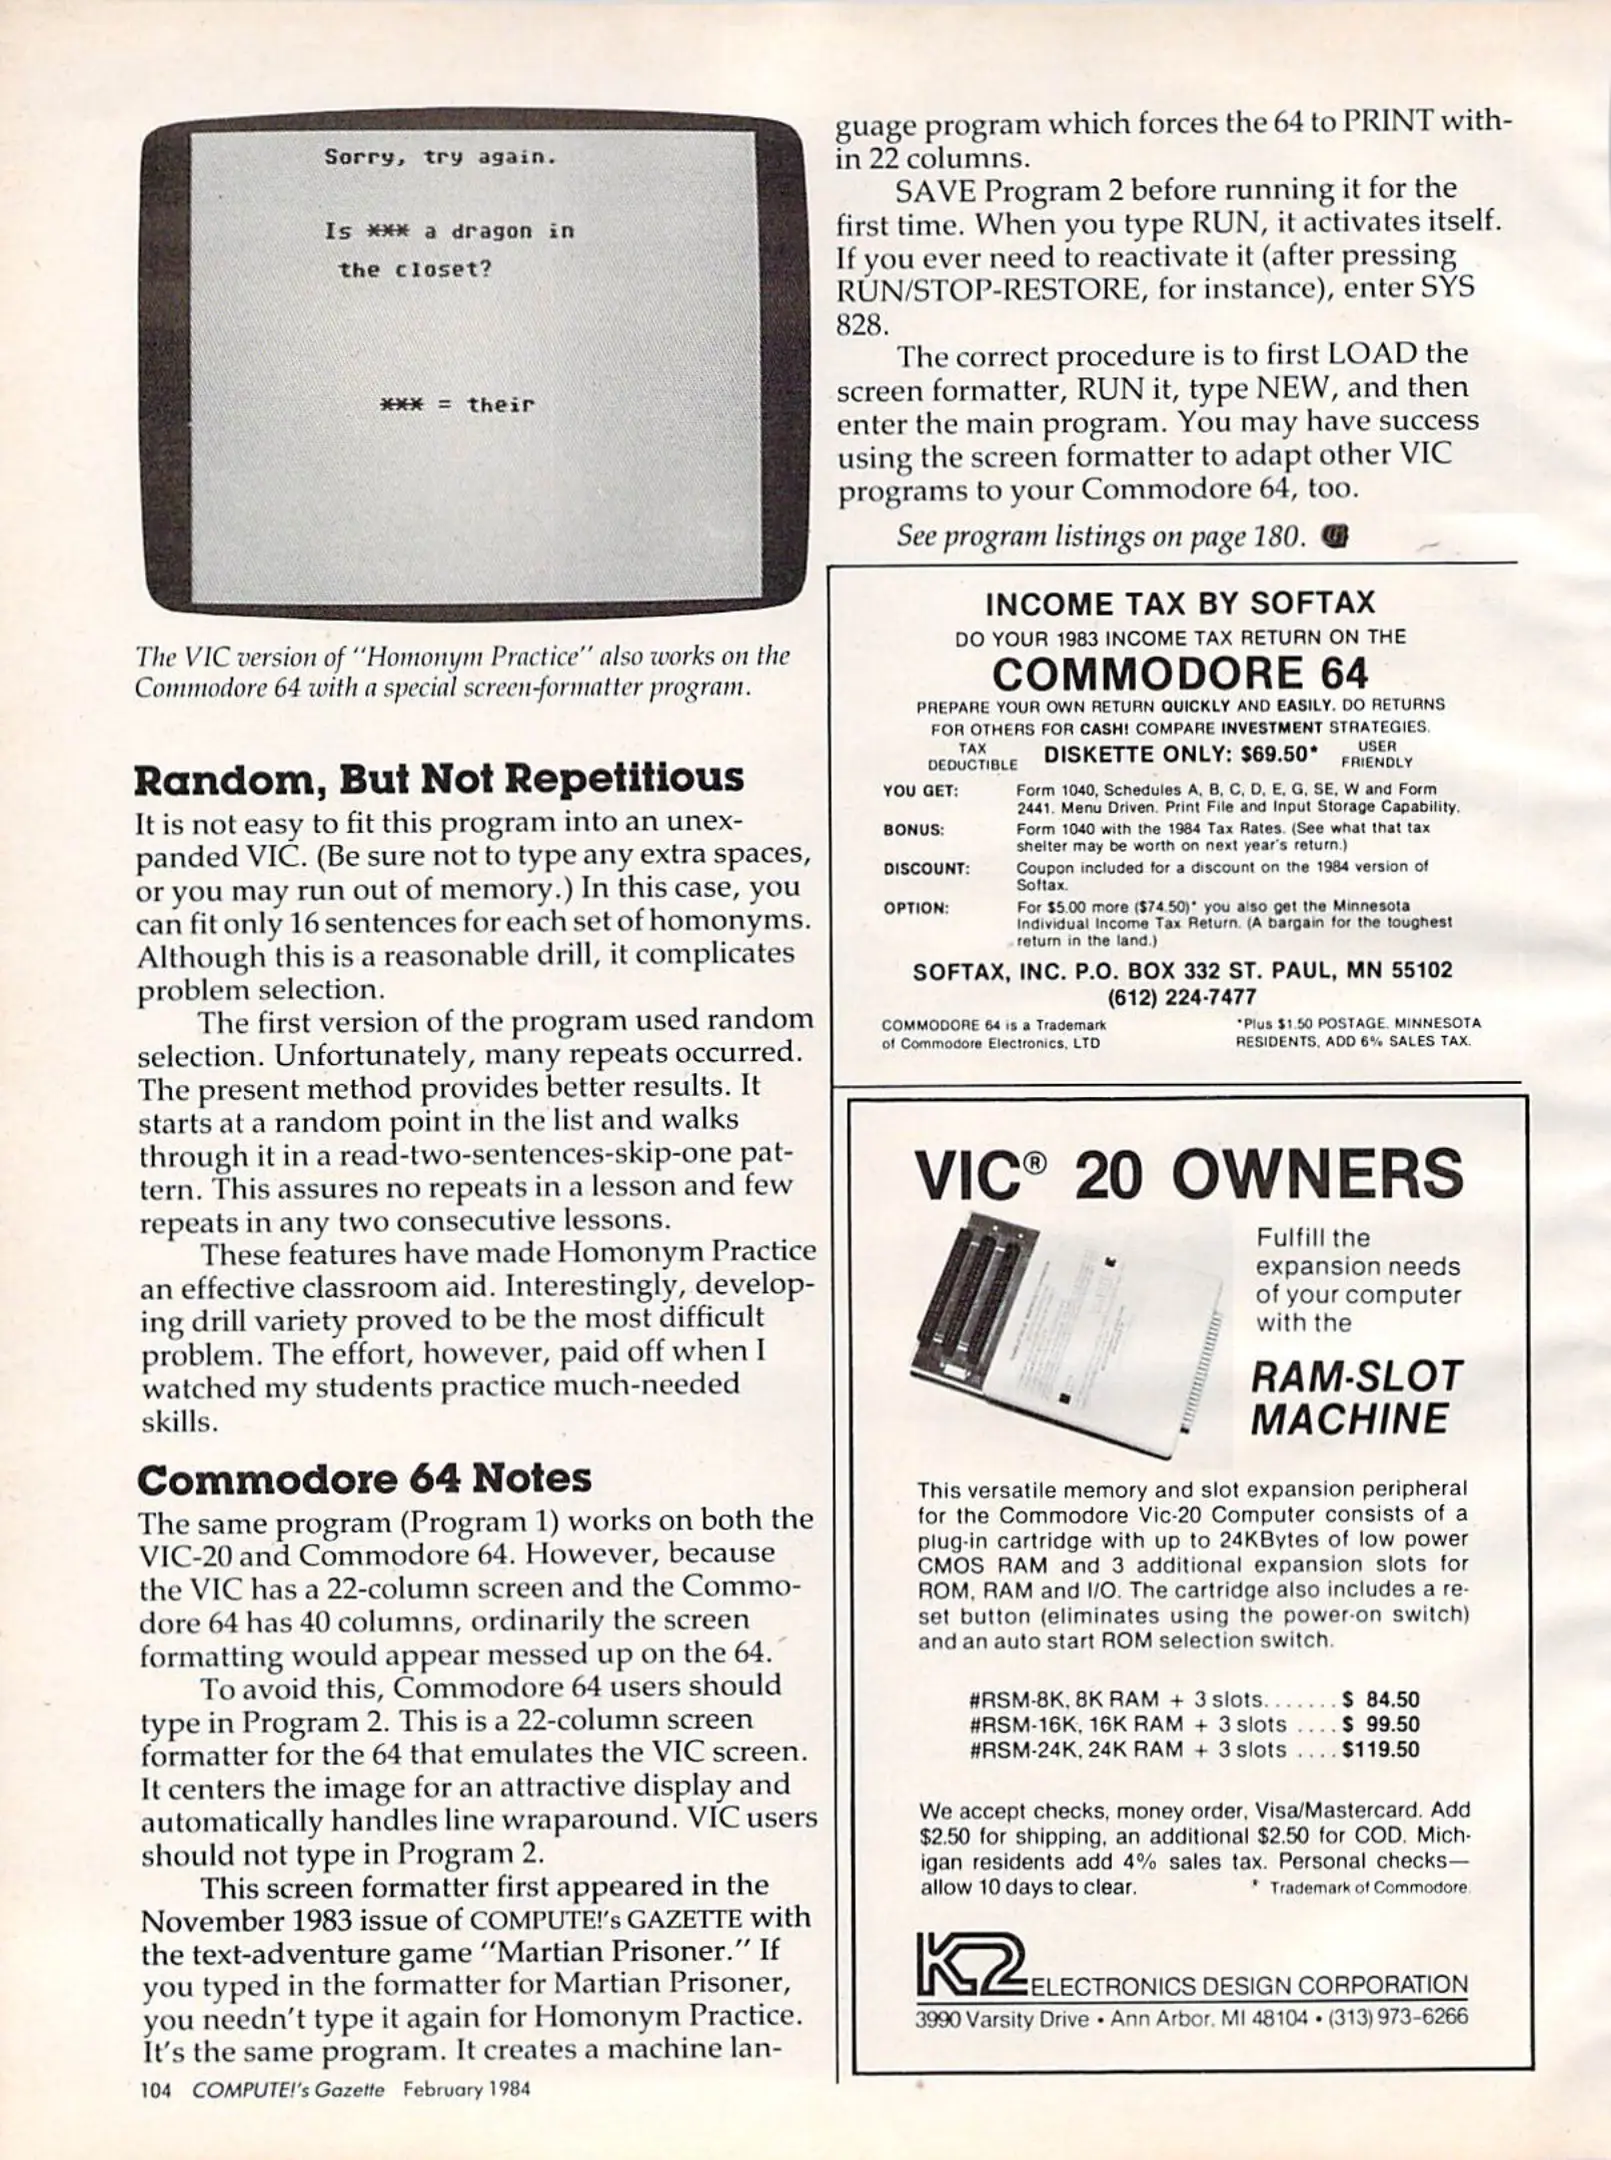 Sorry, try again.
Is *** a dragon in
the closet?
*** = their
The VIC version of "Homonym Practice" also works on the
Commodore 64 with a special screen-formatter program.
Random, But Not Repetitious
It is not easy to fit this program into an unex-
panded VIC. (Be sure not to type any extra spaces,
or you may run out of memory.) In this case, you
can fit only 16 sentences for each set of homonyms.
Although this is a reasonable drill, it complicates
problem selection.
The first version of the program used random
selection. Unfortunately, many repeats occurred.
The present method provides better results. It
starts at a random point in the list and walks
through it in a read-two-sentences-skip-one pat-
tern. This assures no repeats in a lesson and few
repeats in any two consecutive lessons.
These features have made Homonym Practice
an effective classroom aid. Interestingly, develop-
ing drill variety proved to be the most difficult
problem. The effort, however, paid off when I
watched my students practice much-needed
skills.
Commodore 64 Notes
The same program (Program 1) works on both the
VIC-20 and Commodore 64. However, because
the VIC has a 22-column screen and the Commo-
dore 64 has 40 columns, ordinarily the screen
formatting would appear messed up on the 64.
To avoid this, Commodore 64 users should
type in Program 2. This is a 22-column screen
formatter for the 64 that emulates the VIC screen.
It centers the image for an attractive display and
automatically handles line wraparound. VIC users
should not type in Program 2.
This screen formatter first appeared in the
November 1983 issue of COMPUTE!'s GAZETTE with
the text-adventure game "Martian Prisoner." If
you typed in the formatter for Martian Prisoner,
you needn't type it again for Homonym Practice.
It's the same program. It creates a machine lan-
guage program which forces the 64 to PRINT with-
in 22 columns.
SAVE Program 2 before running it for the
first time. When you type RUN, it activates itself.
If you ever need to reactivate it (after pressing
RUN/STOP-RESTORE, for instance), enter SYS
828.
The correct procedure is to first LOAD the
screen formatter, RUN it, type NEW, and then
enter the main program. You may have success
using the screen formatter to adapt other VIC
programs to your Commodore 64, too.
See program listings on page 180.
INCOME TAX BY SOFTAX
DO YOUR 1983 INCOME TAX RETURN ON THE
COMMODORE 64
PREPARE YOUR OWN RETURN QUICKLY AND EASILY. DO RETURNS
FOR OTHERS FOR CASH! COMPARE INVESTMENT STRATEGIES.
TAX DEDUCTIBLE DISKETTE ONLY: $69.50* USER FRIENDLY
YOU GET: Form 1040, Schedules A, B, C, D, E, G, SE, W and Form
2441. Menu Driven. Print File and Input Storage Capability.
BONUS: Form 1040 with the 1984 Tax Rates. (See what that tax
shelter may be worth on next year's return.)
DISCOUNT: Coupon included for a discount on the 1984 version of
Softax.
OPTION: For $5.00 more ($74.50)* you also get the Minnesota
Individual Income Tax Return. (A bargain for the toughest
return in the land.)
SOFTAX, INC. P.O. BOX 332 ST. PAUL, MN 55102
(612) 224-7477
COMMODORE 64 is a Trademark
of Commodore Electronics, LTD
*Plus $1.50 POSTAGE. MINNESOTA
RESIDENTS, ADD 6% SALES TAX.
VIC® 20 OWNERS
Fulfill the
expansion needs
of your computer
with the
RAM-SLOT
MACHINE
This versatile memory and slot expansion peripheral
for the Commodore Vic-20 Computer consists of a
plug-in cartridge with up to 24KBytes of low power
CMOS RAM and 3 additional expansion slots for
ROM, RAM and I/O. The cartridge also includes a re-
set button (eliminates using the power-on switch)
and an auto start ROM selection switch.
#RSM-8K, 8K RAM + 3 slots.......$ 84.50
#RSM-16K, 16K RAM + 3 slots ....$ 99.50
#RSM-24K, 24K RAM + 3 slots ....$119.50
We accept checks, money order, Visa/Mastercard. Add
$2.50 for shipping, an additional $2.50 for COD. Mich-
igan residents add 4% sales tax. Personal checks—
allow 10 days to clear. * Trademark of Commodore.
K2 ELECTRONICS DESIGN CORPORATION
3990 Varsity Drive • Ann Arbor, MI 48104 • (313) 973-6266
104 COMPUTE!'s Gazette February 1984